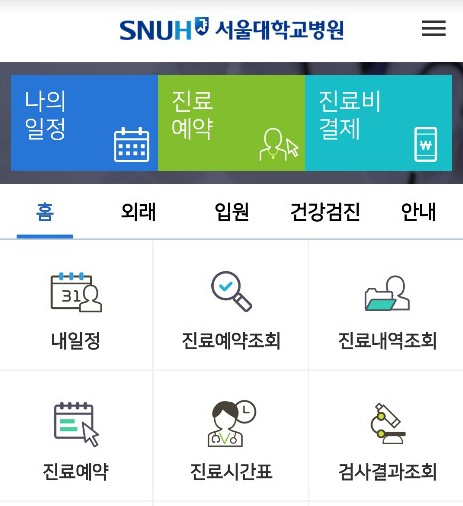 SNUH 서울대학교병원
나의 진료 진료비
일정 예약 결제
₩
홈 외래 입원 건강검진 안내
31
내일정 진료예약조회 진료내역조회
진료예약 진료시간표 검사결과조회